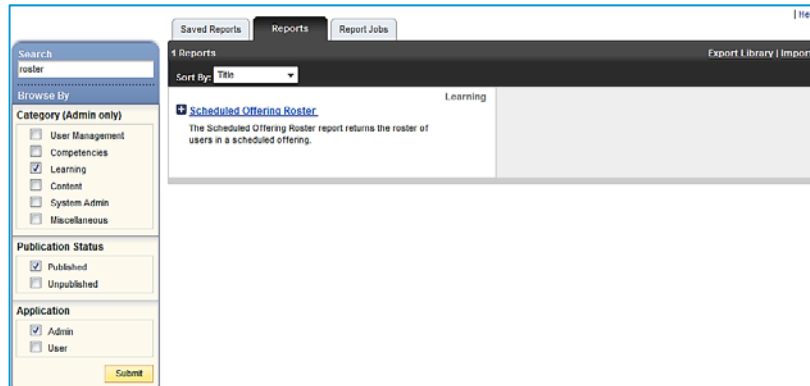 | He
Saved Reports Reports Report Jobs
Search
roster
Browse By
Category (Admin only)
User Management
Competencies
Learning
Content
System Admin
Miscellaneous
Publication Status
Published
Unpublished
Application
Admin
User
Submit
1 Reports Export Library | Impor
Sort By: Title
Learning
Scheduled Offering Roster
The Scheduled Offering Roster report returns the roster of
users in a scheduled offering.